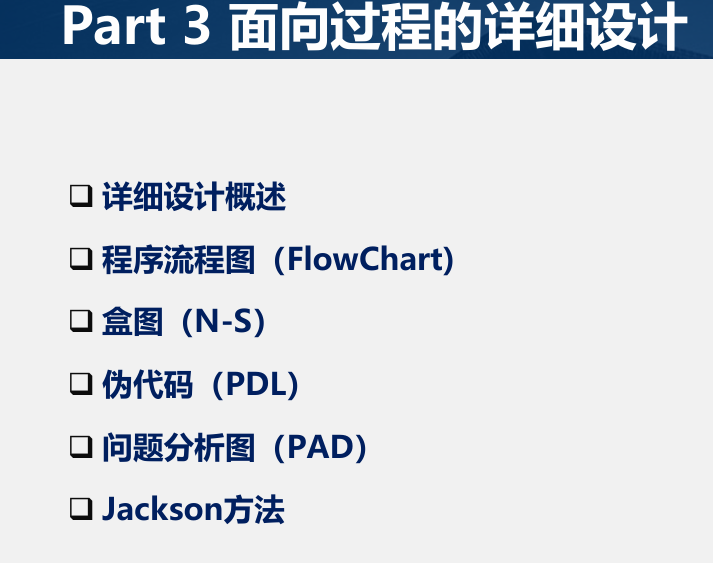 Part 3 面向过程的详细设计
详细设计概述
程序流程图（FlowChart)
盒图（N-S）
伪代码（PDL）
问题分析图（PAD）
Jackson方法